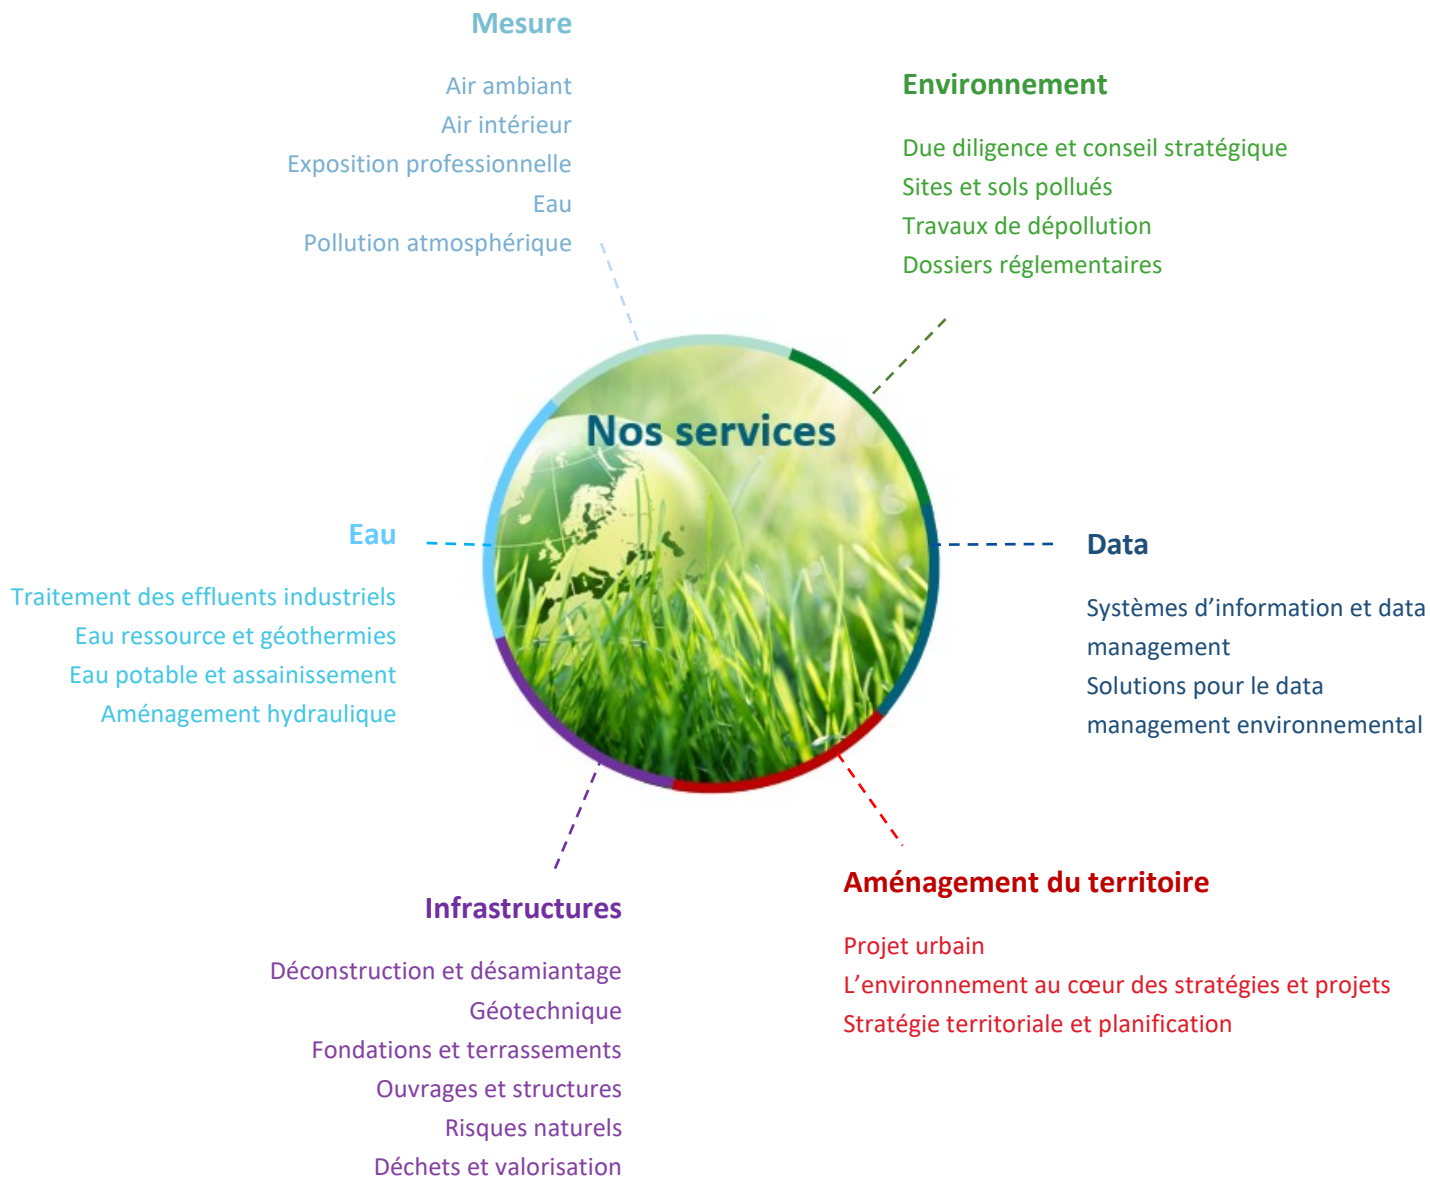 Mesure
Air ambiant
Air intérieur
Exposition professionnelle
Eau
Pollution atmosphérique
Environnement
Due diligence et conseil stratégique
Sites et sols pollués
Travaux de dépollution
Dossiers réglementaires
Nos services
Eau
Traitement des effluents industriels
Eau ressource et géothermies
Eau potable et assainissement
Aménagement hydraulique
Data
Systèmes d’information et data
management
Solutions pour le data
management environnemental
Infrastructures
Déconstruction et désamiantage
Géotechnique
Fondations et terrassements
Ouvrages et structures
Risques naturels
Déchets et valorisation
Aménagement du territoire
Projet urbain
L’environnement au cœur des stratégies et projets
Stratégie territoriale et planification